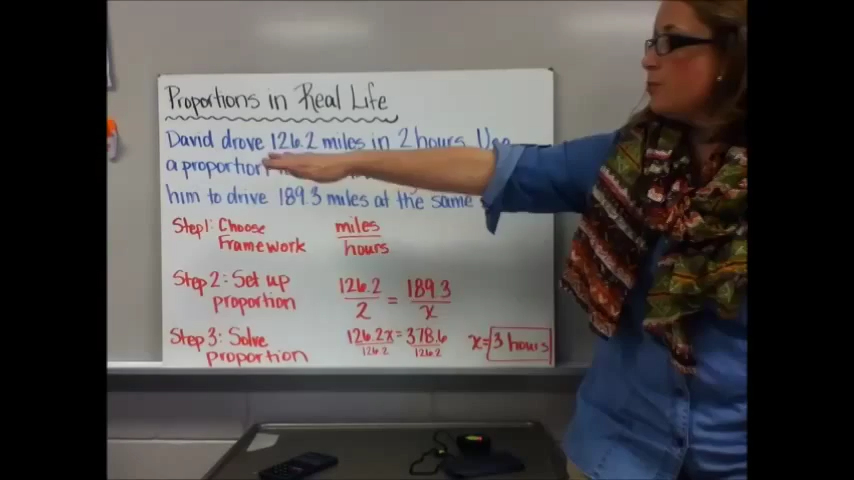 Proportions in Real Life
David drove 126.2 miles in 2 hours. Use
a proportion
him to drive 189.3 miles at the same
Step 1: Choose Framework
miles
hours
Step 2: Set up proportion
126.2 / 2 = 189.3 / x
Step 3: Solve proportion
126.2x = 378.6 x = 3 hours
126.2 126.2